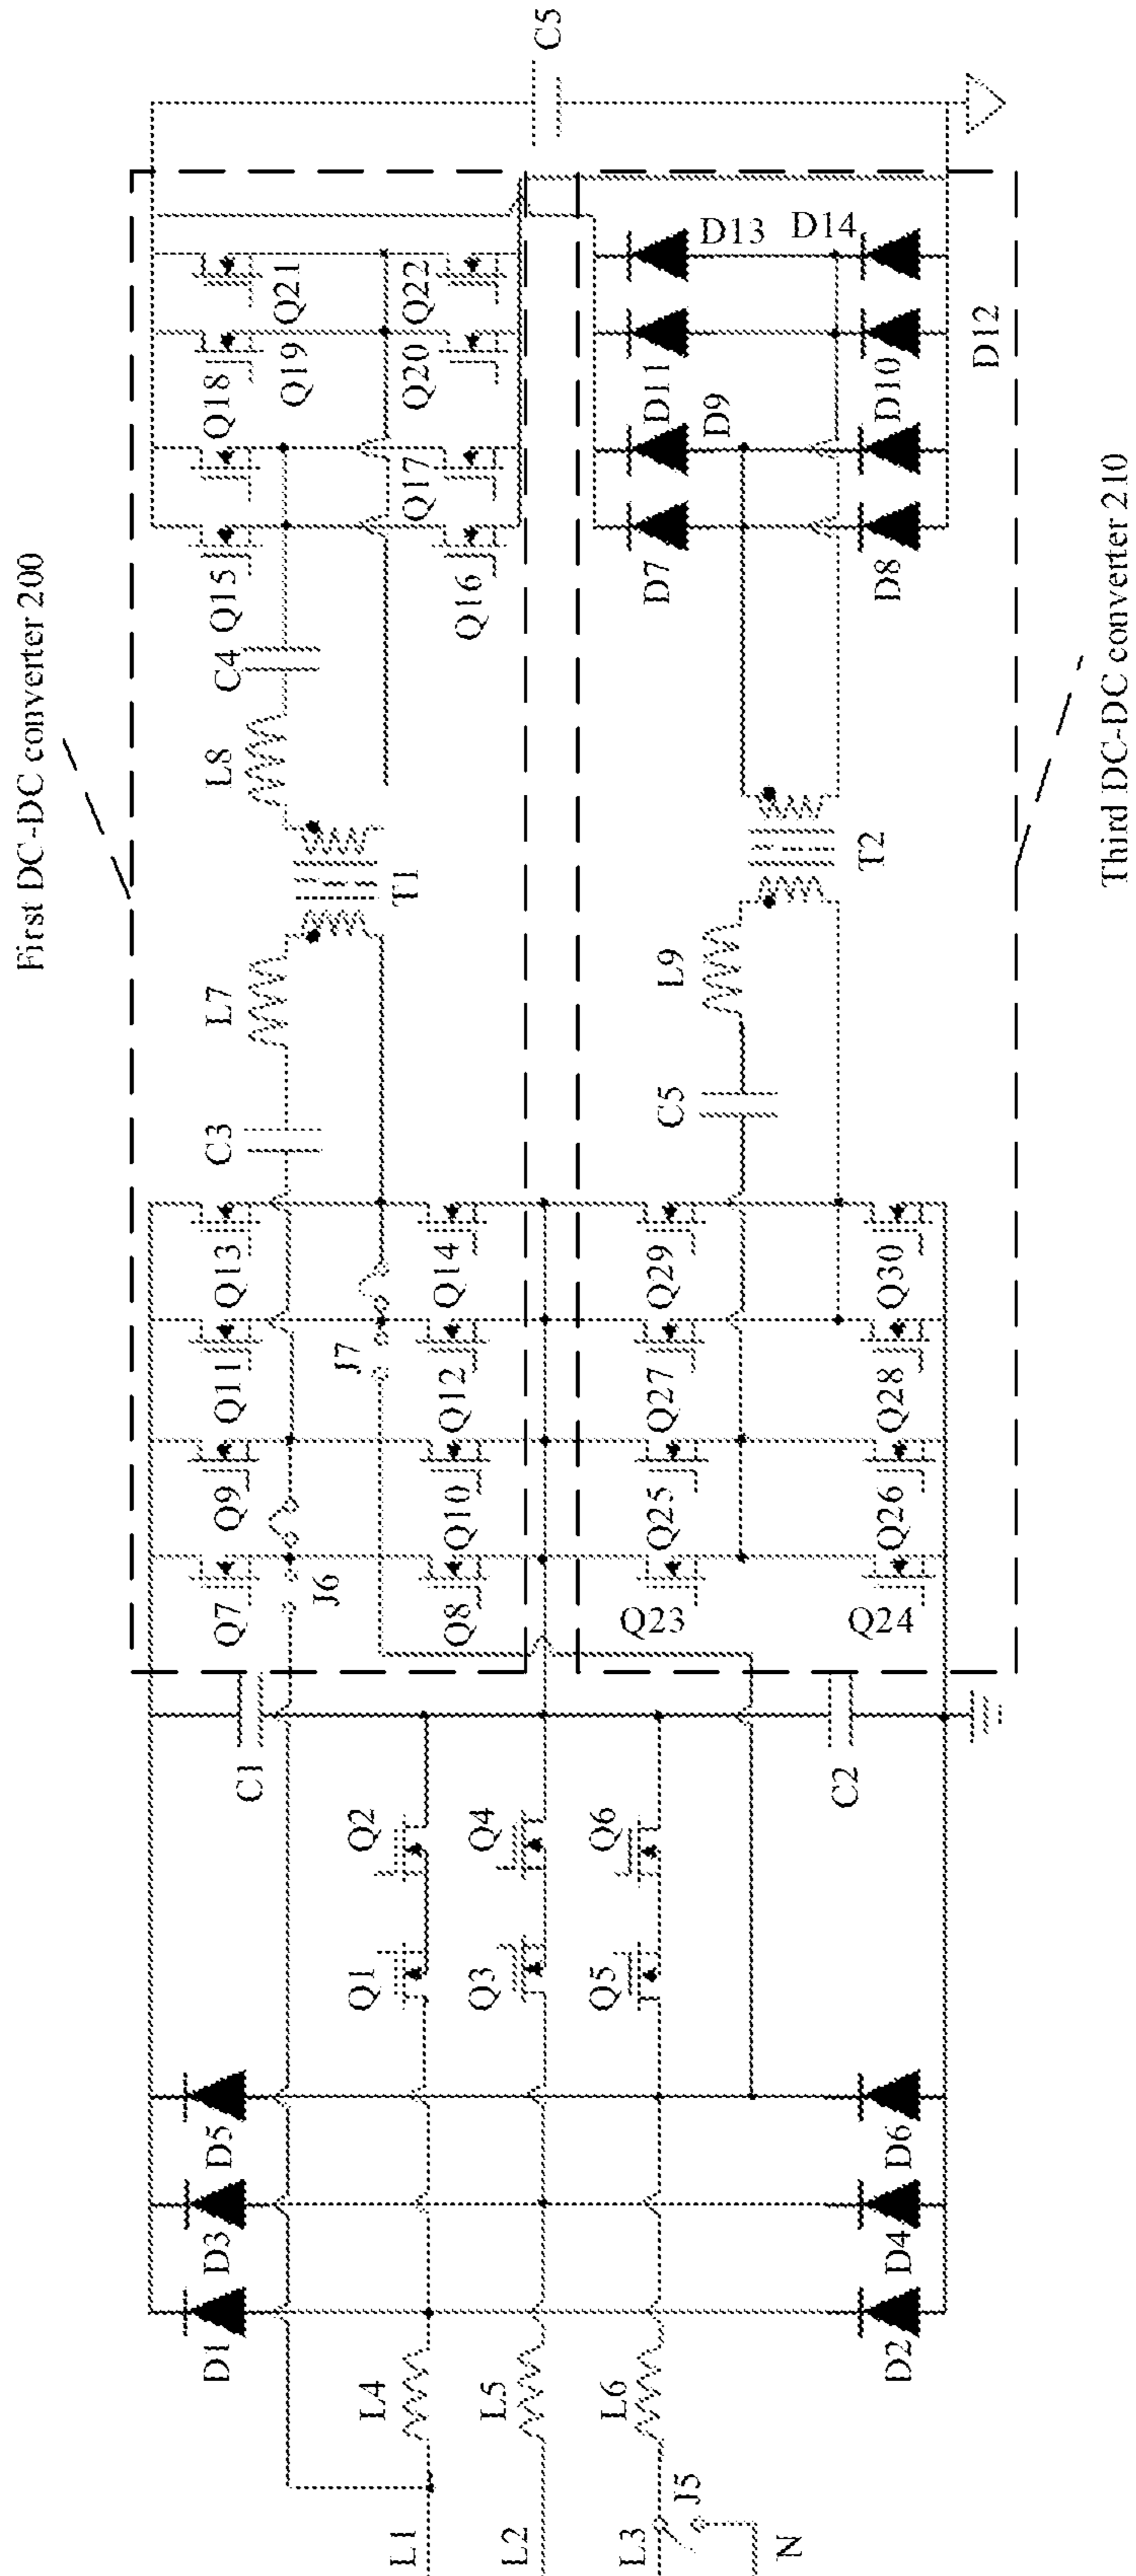 First DC-DC converter 200
Third DC-DC converter 210
C5
Q21
Q22
D13
D14
Q18
Q19
Q20
D11
D10
D12
Q15
Q17
Q16
D9
D7
D8
C4
L8
T1
T2
L7
L9
C3
C5
Q13
Q14
Q29
Q30
Q11
J7
Q12
Q27
Q28
Q9
Q10
Q25
Q26
Q7
J6
Q8
Q23
Q24
C1
C2
Q2
Q4
Q6
Q1
Q3
Q5
D5
D6
D3
D4
D1
D2
L4
L5
L6
J5
L1
L2
L3
N